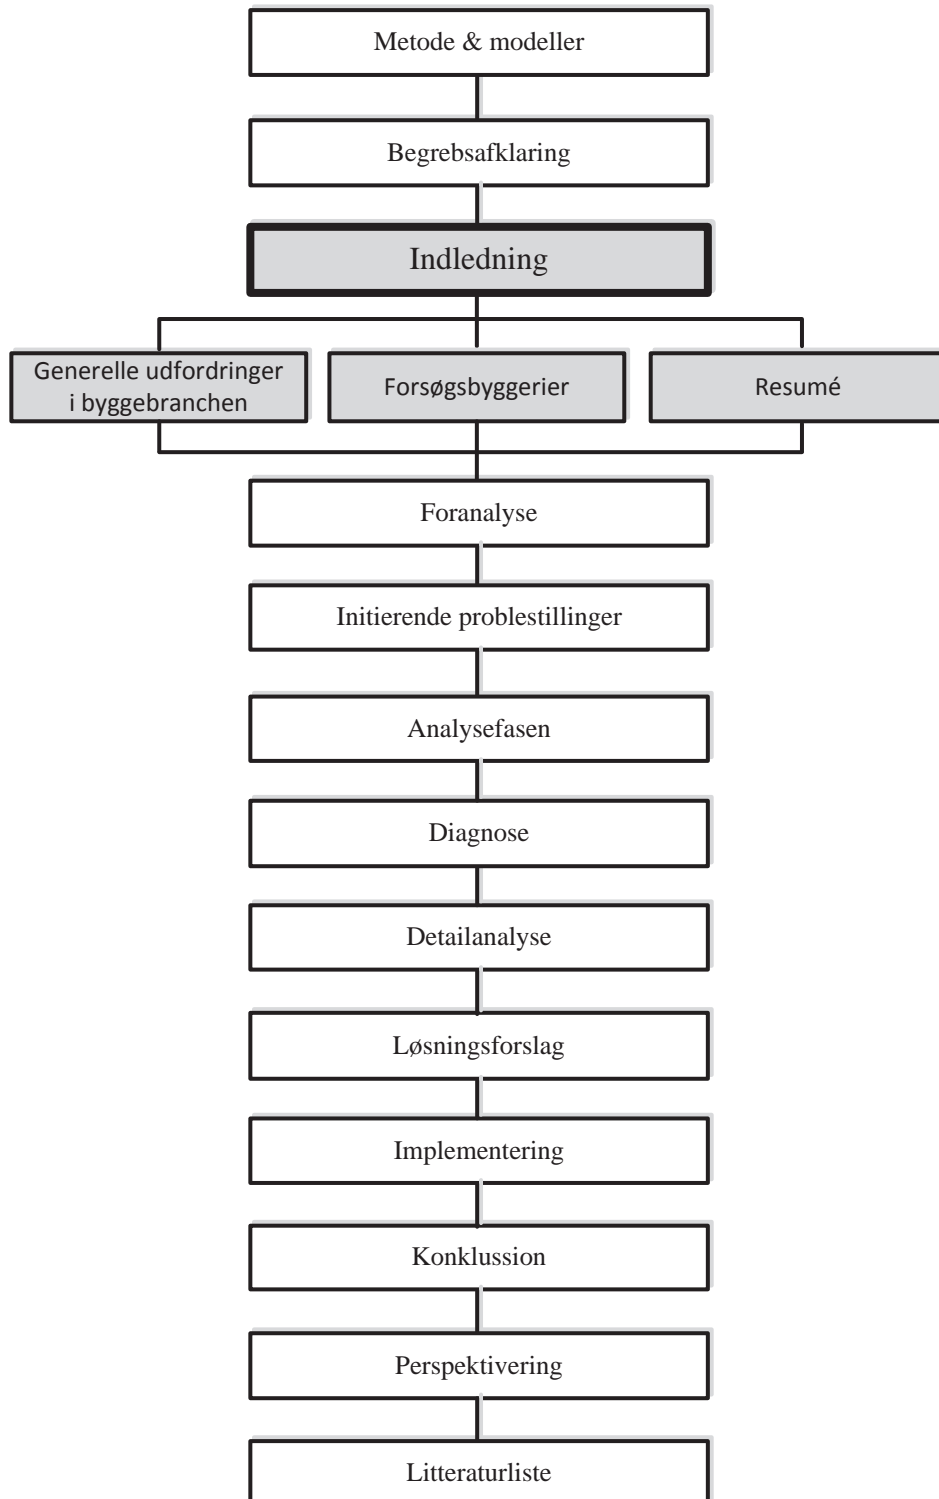 Metode & modeller
Begrebsafklaring
Indledning
Generelle udfordringer
i byggebranchen
Forsøgsbyggerier
Resumé
Foranalyse
Initierende problestillinger
Analysefasen
Diagnose
Detailanalyse
Løsningsforslag
Implementering
Konklussion
Perspektivering
Litteraturliste